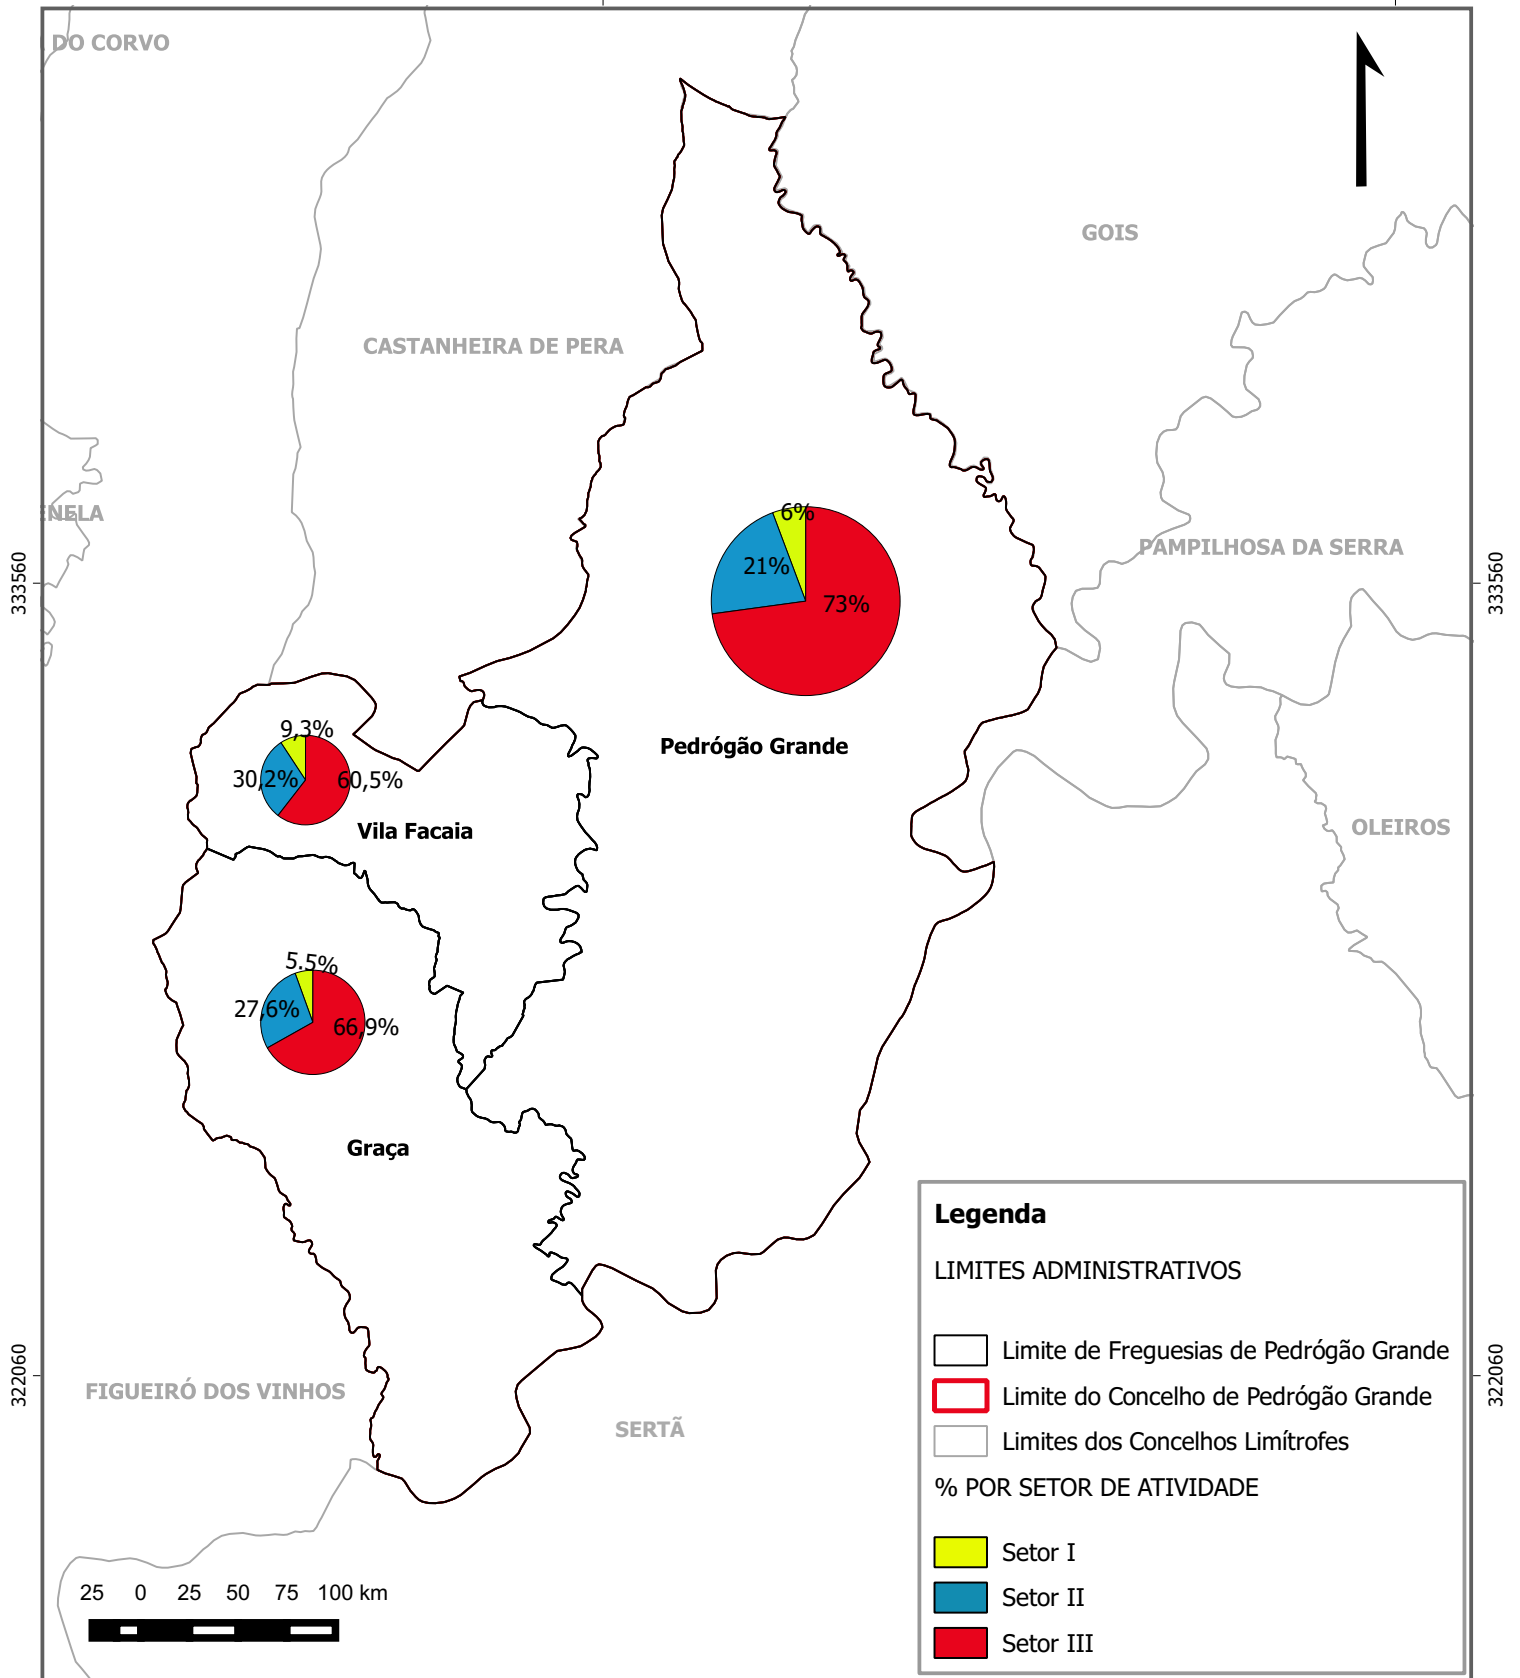 DO CORVO
GOIS
CASTANHEIRA DE PERA
ENELA
PAMPILHOSA DA SERRA
333560
333560
6%
21%
73%
Pedrógão Grande
9,3%
30,2%
60,5%
Vila Facaia
OLEIROS
5.5%
27,6%
66,9%
Graça
322060
322060
FIGUEIRÓ DOS VINHOS
SERTÃ
Legenda
LIMITES ADMINISTRATIVOS
Limite de Freguesias de Pedrógão Grande
Limite do Concelho de Pedrógão Grande
Limites dos Concelhos Limítrofes
% POR SETOR DE ATIVIDADE
Setor I
Setor II
Setor III
25 0 25 50 75 100 km